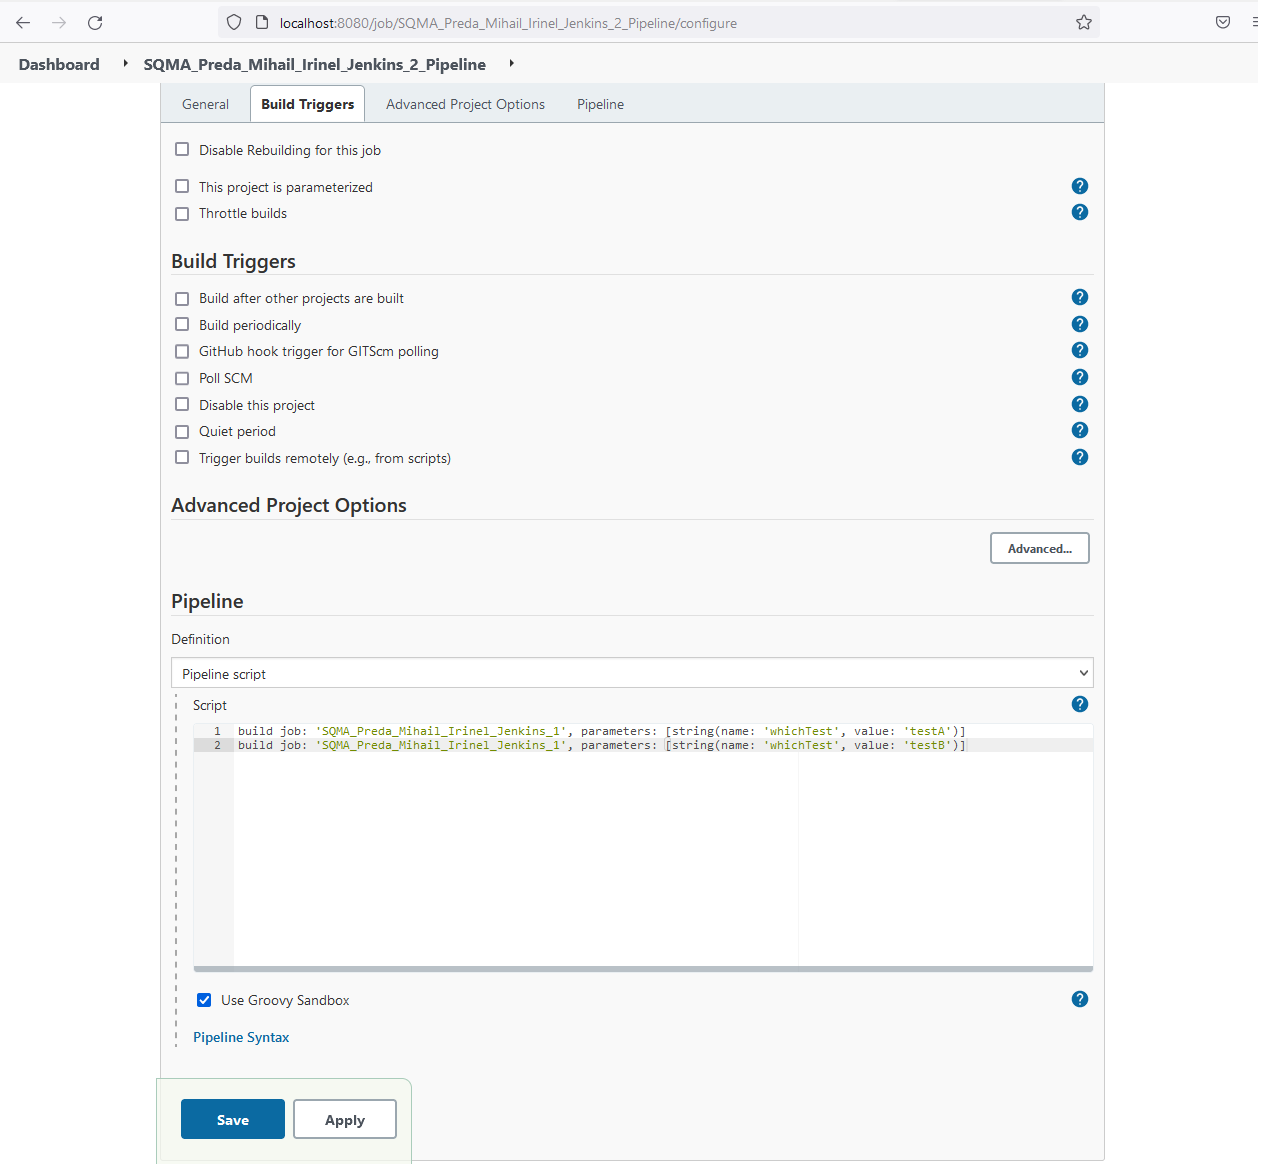 localhost:8080/job/SQMA_Preda_Mihail_Irinel_Jenkins_2_Pipeline/configure
Dashboard SQMA_Preda_Mihail_Irinel_Jenkins_2_Pipeline
General Build Triggers Advanced Project Options Pipeline
Disable Rebuilding for this job
This project is parameterized ?
Throttle builds ?
Build Triggers
Build after other projects are built ?
Build periodically ?
GitHub hook trigger for GITScm polling ?
Poll SCM ?
Disable this project ?
Quiet period ?
Trigger builds remotely (e.g., from scripts) ?
Advanced Project Options
Advanced...
Pipeline
Definition
Pipeline script
Script ?
1 build job: 'SQMA_Preda_Mihail_Irinel_Jenkins_1', parameters: [string(name: 'whichTest', value: 'testA')]
2 build job: 'SQMA_Preda_Mihail_Irinel_Jenkins_1', parameters: [string(name: 'whichTest', value: 'testB')]
Use Groovy Sandbox ?
Pipeline Syntax
Save Apply